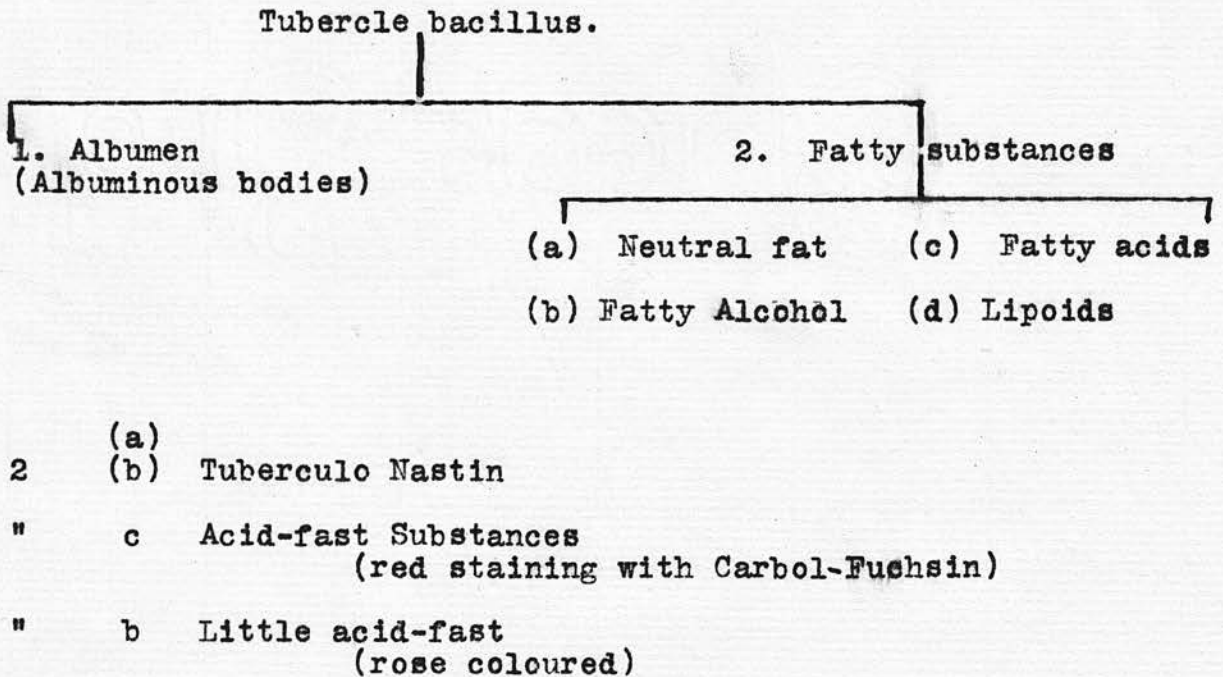 Tubercle bacillus.
1. Albumen 2. Fatty substances
(Albuminous bodies)
(a) Neutral fat (c) Fatty acids
(b) Fatty Alcohol (d) Lipoids
(a)
2 (b) Tuberculo Nastin
" c Acid-fast Substances
(red staining with Carbol-Fuchsin)
" b Little acid-fast
(rose coloured)